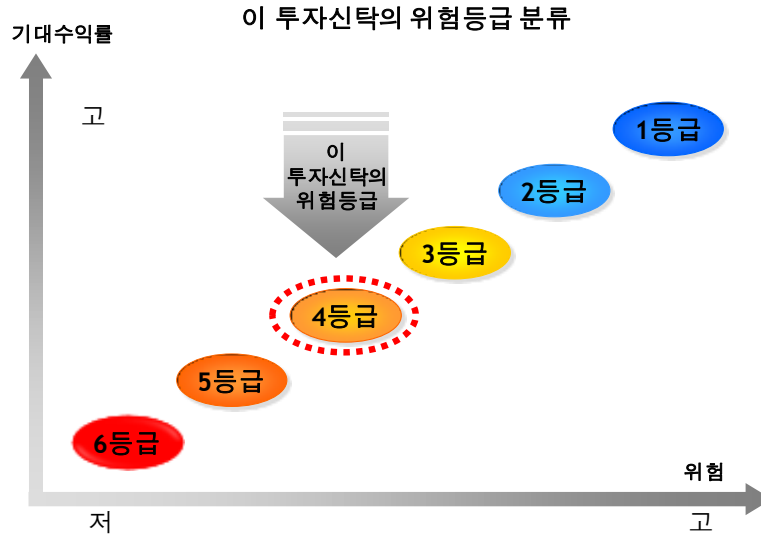 이 투자신탁의 위험등급 분류
기대수익률
고
이
투자신탁의
위험등급
1등급
2등급
3등급
4등급
5등급
6등급
위험
저
고